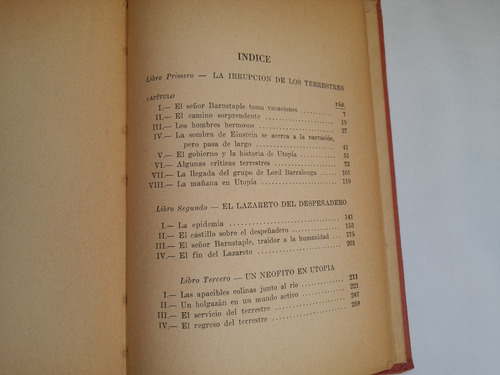 INDICE
Libro Primero — LA IRRUPCION DE LOS TERRESTRES
CAPÍTULO PÁG.
I.— El señor Barnstaple toma vacaciones ........ 7
II.— El camino sorprendente ........ 19
III.— Los hombres hermosos ........ 27
IV.— La sombra de Einstein se acerca a la narración,
pero pasa de largo ........ 41
V.— El gobierno y la historia de Utopía ........ 51
VI.— Algunas críticas terrestres ........ 73
VII.— La llegada del grupo de Lord Barralonga ........ 101
VIII.— La mañana en Utopía ........ 119
Libro Segundo — EL LAZARETO DEL DESPEÑADERO
I.— La epidemia ........ 141
II.— El castillo sobre el despeñadero ........ 153
III.— El señor Barnstaple, traidor a la humanidad ........ 175
IV.— El fin del Lazareto ........ 201
Libro Tercero — UN NEOFITO EN UTOPIA
I.— Las apacibles colinas junto al río ........ 211
II.— Un holgazán en un mundo activo ........ 231
III.— El servicio del terrestre ........ 247
IV.— El regreso del terrestre ........ 259